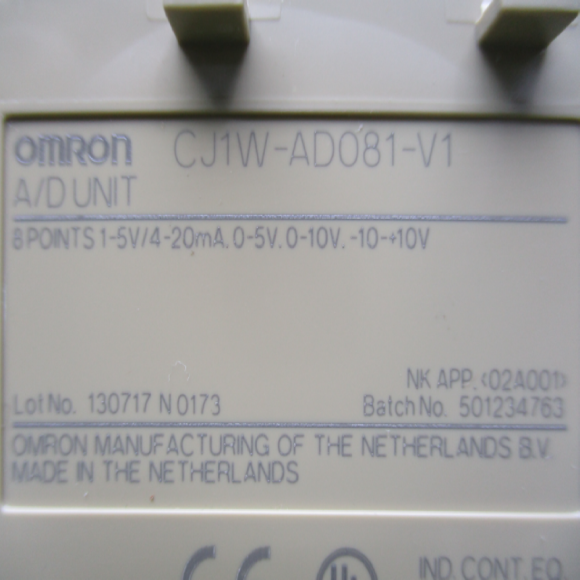 OMRON CJ1W-AD081-V1
A/D UNIT
8 POINTS 1-5V/4-20mA, 0-5V, 0-10V, -10-+10V
NK APP. <02A001>
Lot No. 130717 N 0173 Batch No. 501234763
OMRON MANUFACTURING OF THE NETHERLANDS B.V.
MADE IN THE NETHERLANDS
CE UL IND. CONT. EQ.